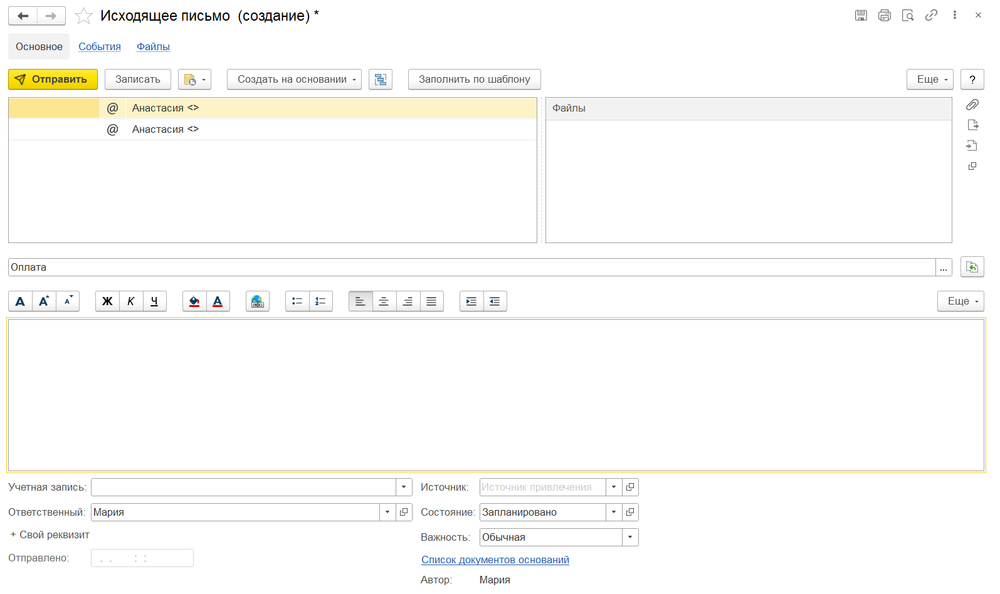 Исходящее письмо (создание) *
Основное События Файлы
Отправить Записать Создать на основании Заполнить по шаблону Еще ?
@ Анастасия <>
@ Анастасия <>
Файлы
Оплата ...
A A A Ж К Ч A Еще
Учетная запись:
Источник: Источник привлечения
Ответственный: Мария
Состояние: Запланировано
+ Свой реквизит
Важность: Обычная
Отправлено: . . : :
Список документов оснований
Автор: Мария